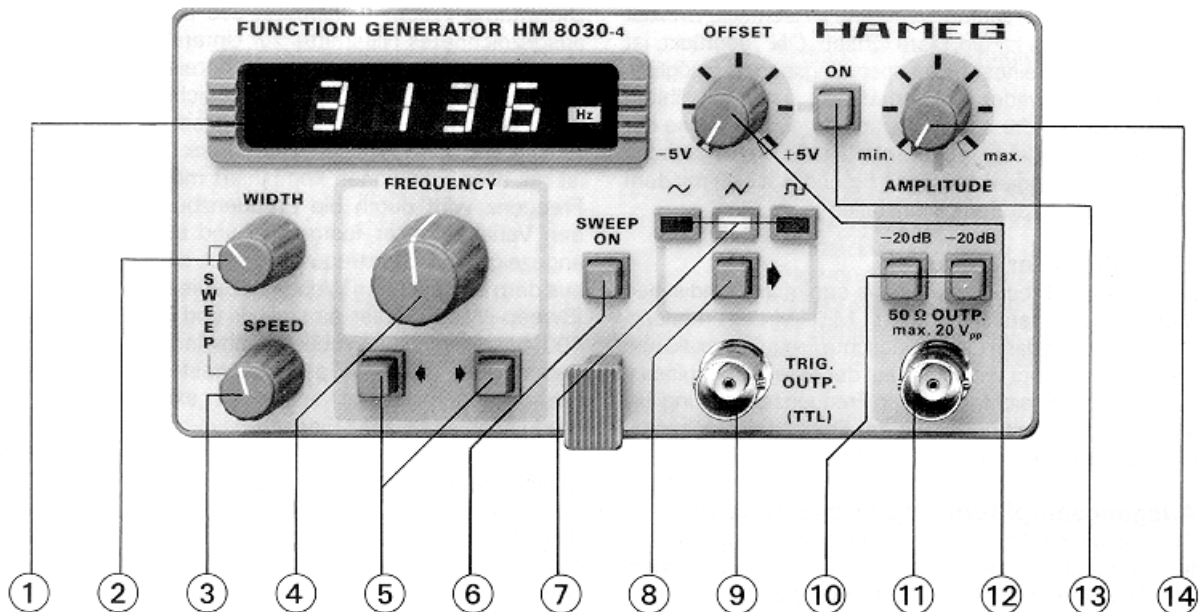 FUNCTION GENERATOR HM 8030-4
OFFSET
HAMEG
ON
3136
Hz
-5V
+5V
min.
max.
WIDTH
FREQUENCY
AMPLITUDE
SWEEP
ON
-20dB
-20dB
SWEEP
SPEED
50 Ω OUTP.
max. 20 Vpp
TRIG.
OUTP.
(TTL)
1
2
3
4
5
6
7
8
9
10
11
12
13
14